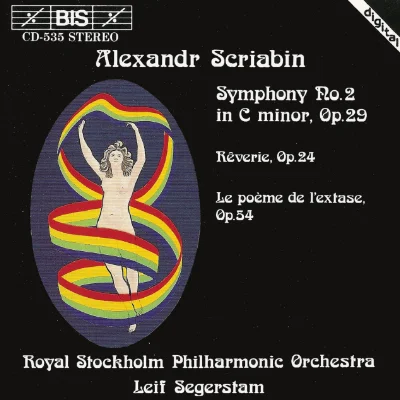 BIS
CD-535 STEREO
digital
Alexandr Scriabin
Symphony No.2
in C minor, Op.29
Rêverie, Op.24
Le poème de l'extase,
Op.54
Royal Stockholm Philharmonic Orchestra
Leif Segerstam